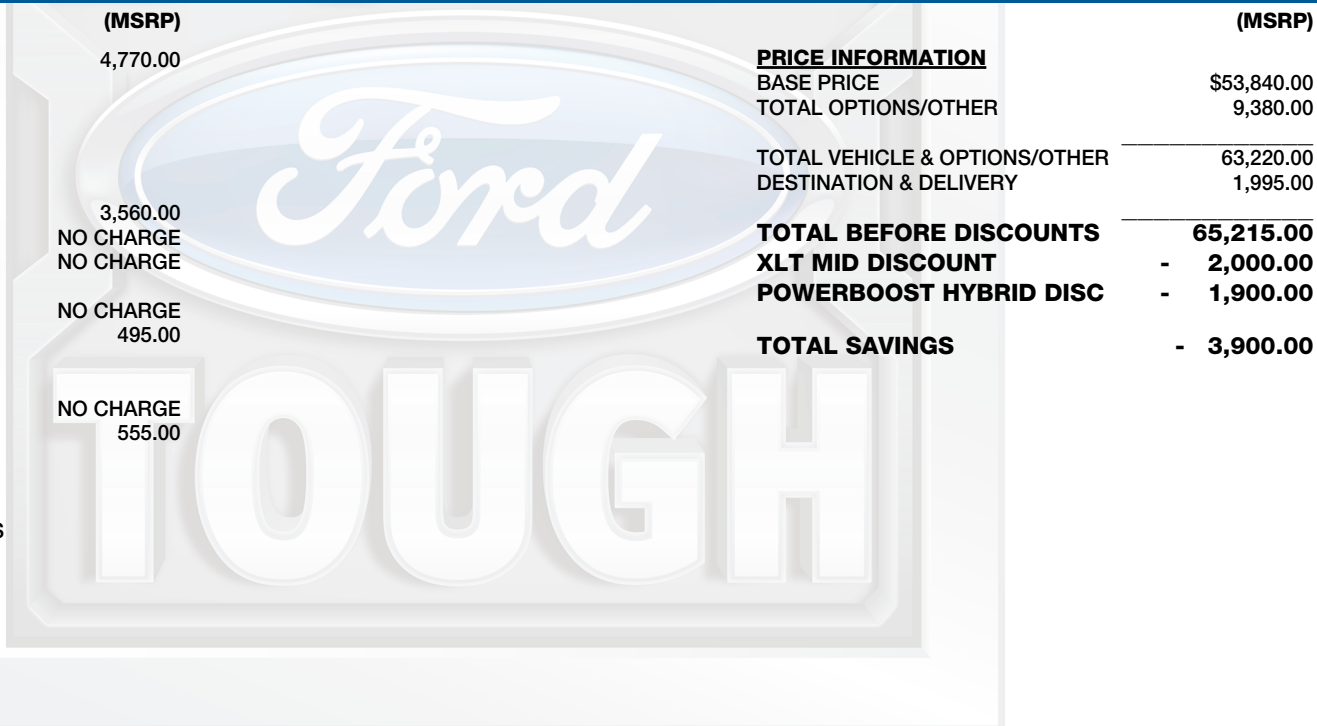 (MSRP)
4,770.00
3,560.00
NO CHARGE
NO CHARGE
NO CHARGE
495.00
NO CHARGE
555.00
S
Ford
TOUGH
(MSRP)
PRICE INFORMATION
BASE PRICE $53,840.00
TOTAL OPTIONS/OTHER 9,380.00
TOTAL VEHICLE & OPTIONS/OTHER 63,220.00
DESTINATION & DELIVERY 1,995.00
TOTAL BEFORE DISCOUNTS 65,215.00
XLT MID DISCOUNT - 2,000.00
POWERBOOST HYBRID DISC - 1,900.00
TOTAL SAVINGS - 3,900.00